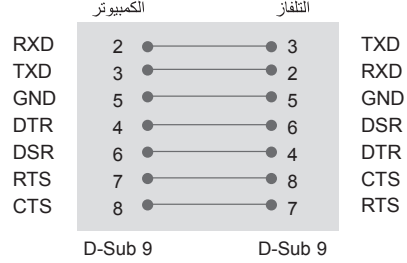 الكمبيوتر التلفاز
RXD 2 3 TXD
TXD 3 2 RXD
GND 5 5 GND
DTR 4 6 DSR
DSR 6 4 DTR
RTS 7 8 CTS
CTS 8 7 RTS
D-Sub 9 D-Sub 9